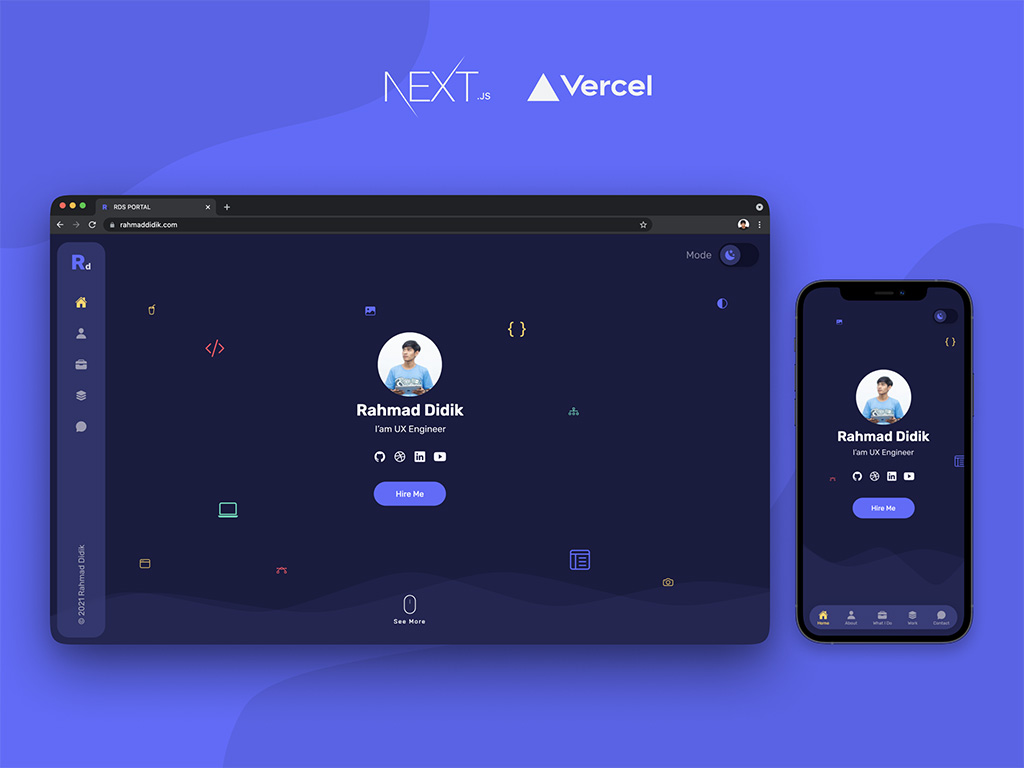 NEXT.JS
Vercel
RDS PORTAL
rahmaddidik.com
Rd
Mode
{ }
</>
Rahmad Didik
I'am UX Engineer
Hire Me
See More
© 2021 Rahmad Didik
{ }
Rahmad Didik
I'am UX Engineer
Hire Me
Home
About
What I Do
Work
Contact